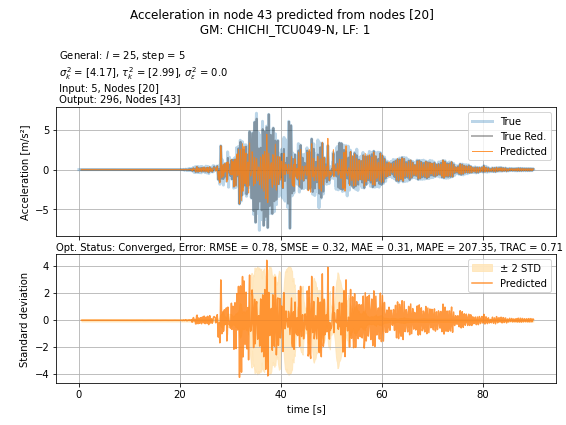 Acceleration in node 43 predicted from nodes [20]
GM: CHICHI_TCU049-N, LF: 1
General: l = 25, step = 5
σ²ₖ = [4.17], τ²ₖ = [2.99], σ²_ε = 0.0
Input: 5, Nodes [20]
Output: 296, Nodes [43]
Acceleration [m/s²]
5
0
−5
True
True Red.
Predicted
Opt. Status: Converged, Error: RMSE = 0.78, SMSE = 0.32, MAE = 0.31, MAPE = 207.35, TRAC = 0.71
Standard deviation
4
2
0
−2
−4
± 2 STD
Predicted
0 20 40 60 80
time [s]